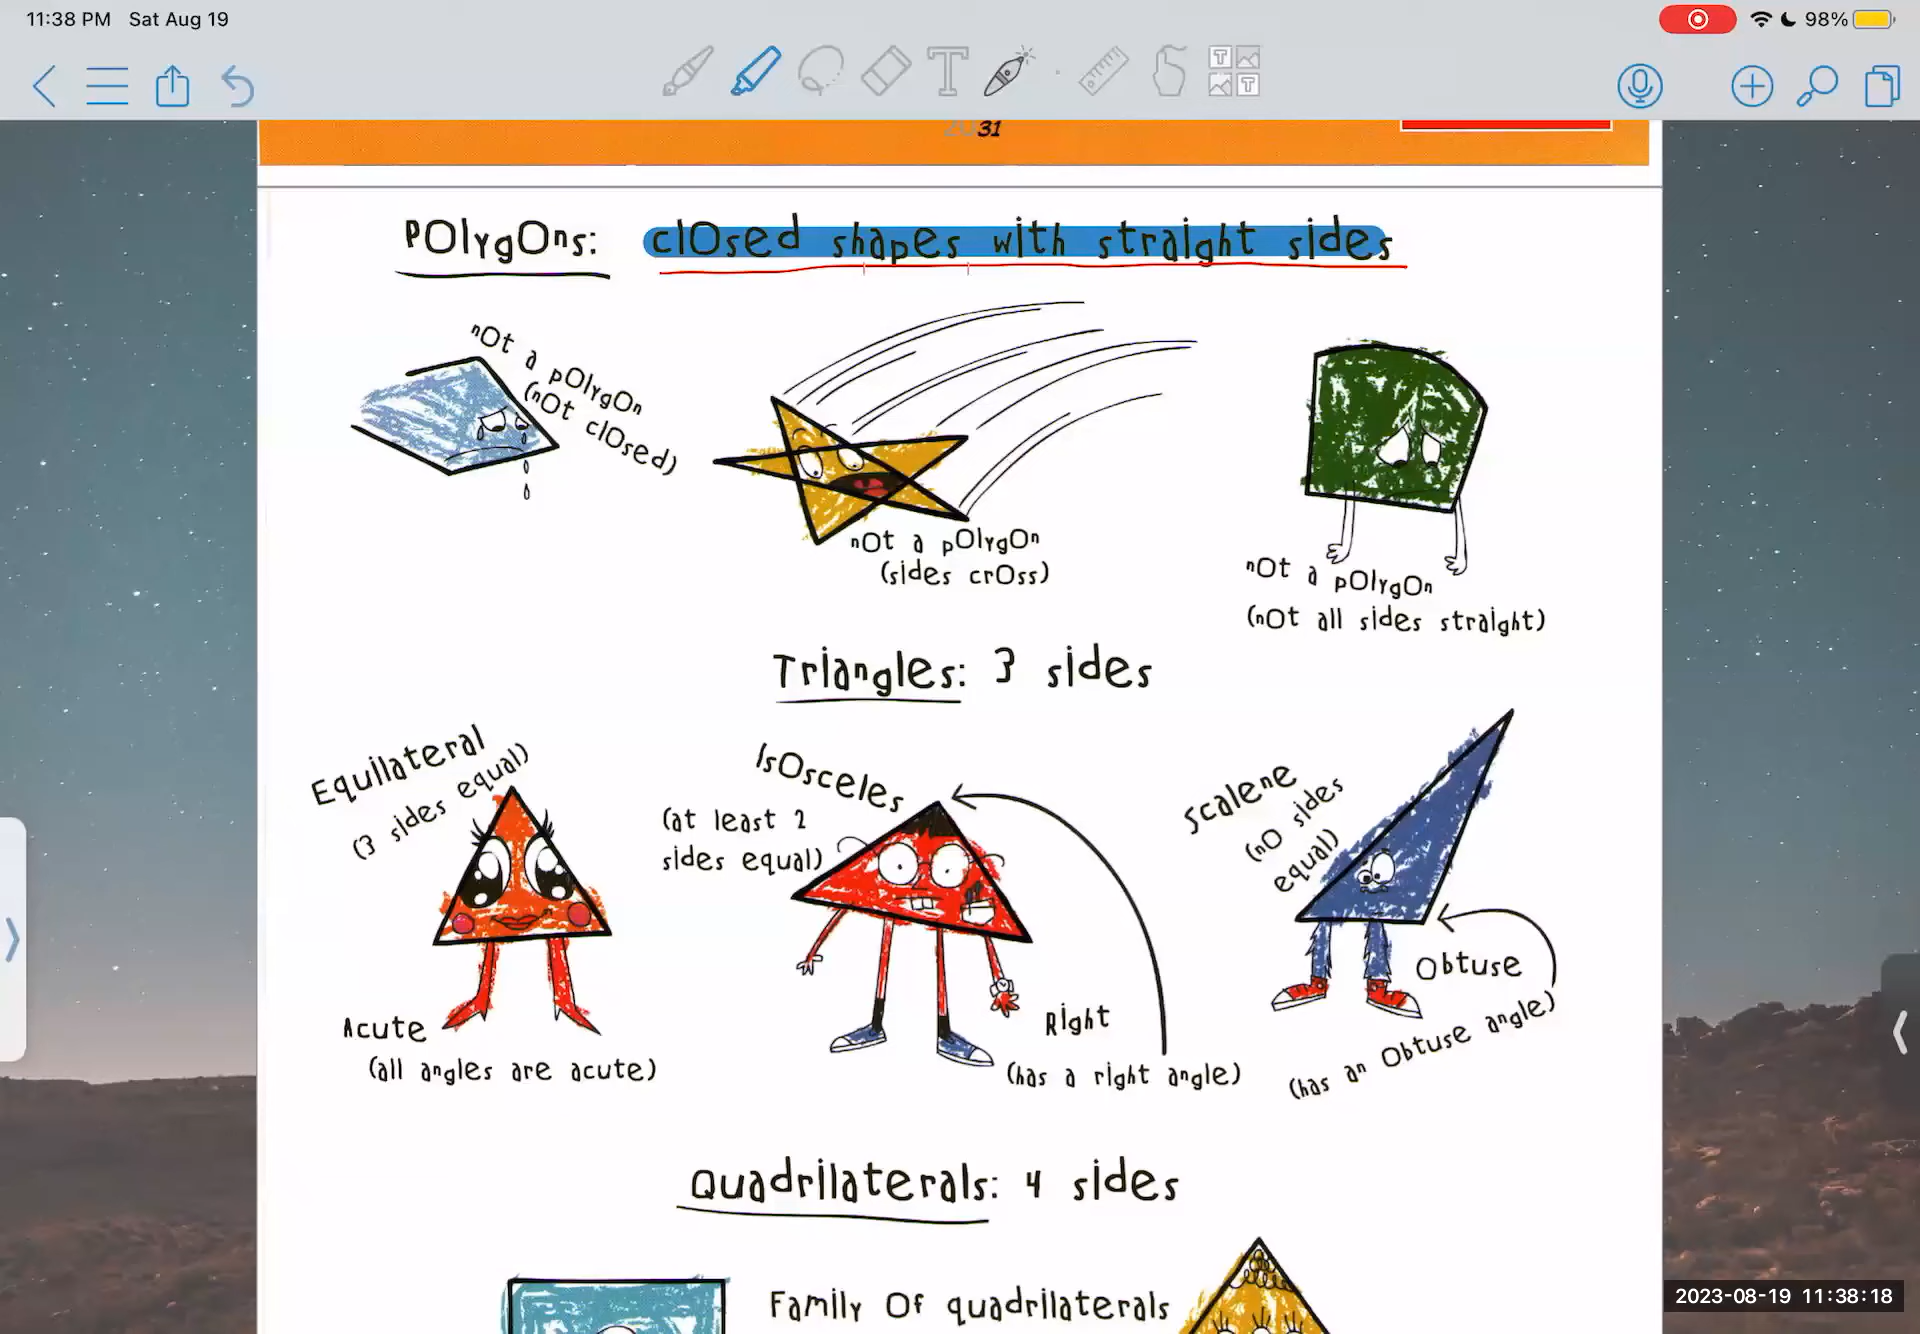 11:38 PM Sat Aug 19
98%
2031
Polygons: closed shapes with straight sides
not a polygon
(not closed)
not a polygon
(sides cross)
not a polygon
(not all sides straight)
Triangles: 3 sides
Equilateral
(3 sides equal)
Isosceles
(at least 2
sides equal)
Scalene
(no sides
equal)
Acute
(all angles are acute)
Right
(has a right angle)
Obtuse
(has an Obtuse angle)
Quadrilaterals: 4 sides
Family Of quadrilaterals
2023-08-19 11:38:18